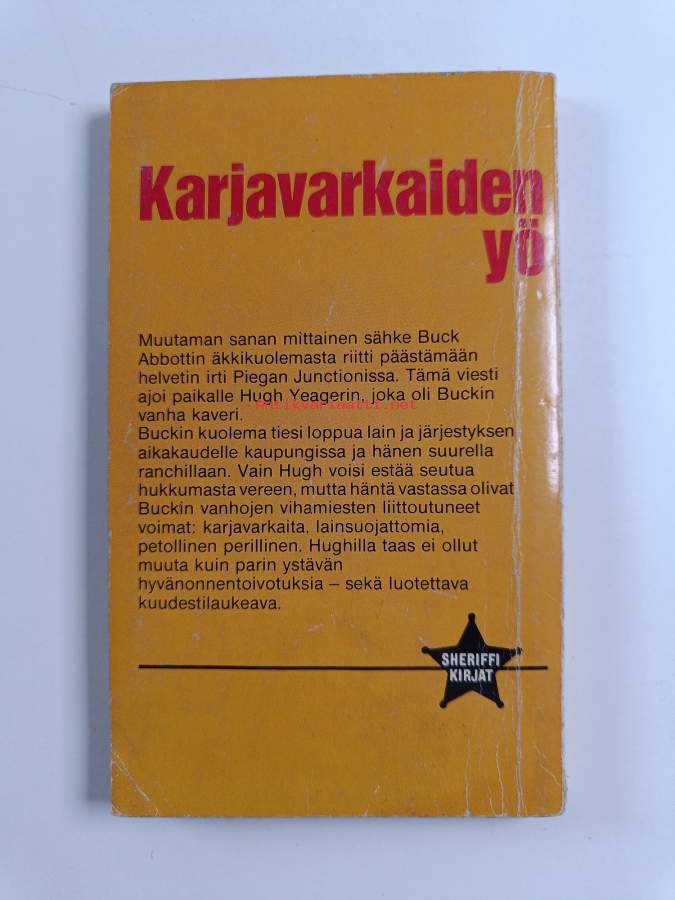 Karjavarkaiden
yö
Muutaman sanan mittainen sähke Buck
Abbottin äkkikuolemasta riitti päästämään
helvetin irti Piegan Junctionissa. Tämä viesti
ajoi paikalle Hugh Yeagerin, joka oli Buckin
Antikvariaatti.net
vanha kaveri.
Buckin kuolema tiesi loppua lain ja järjestyksen
aikakaudelle kaupungissa ja hänen suurella
ranchillaan. Vain Hugh voisi estää seutua
hukkumasta vereen, mutta häntä vastassa olivat
Buckin vanhojen vihamiesten liittoutuneet
voimat: karjavarkaita, lainsuojattomia,
petollinen perillinen. Hughilla taas ei ollut
muuta kuin parin ystävän
hyvänonnentoivotuksia – sekä luotettava
kuudestilaukeava.
SHERIFFI
KIRJAT